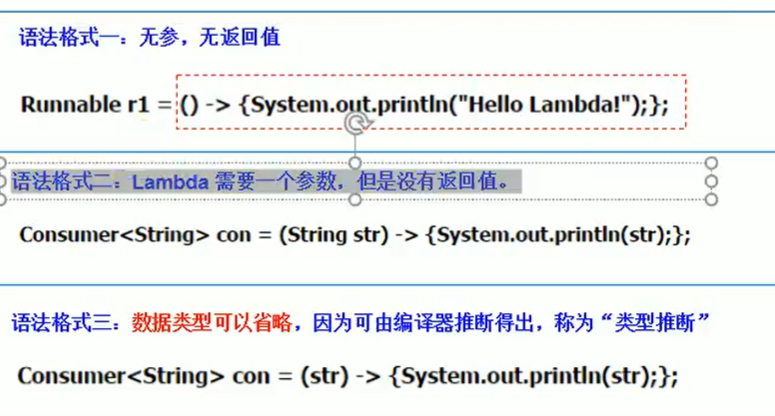 语法格式一：无参，无返回值
Runnable r1 = () -> {System.out.println("Hello Lambda!");};
语法格式二：Lambda 需要一个参数，但是没有返回值。
Consumer<String> con = (String str) -> {System.out.println(str);};
语法格式三：数据类型可以省略，因为可由编译器推断得出，称为“类型推断”
Consumer<String> con = (str) -> {System.out.println(str);};